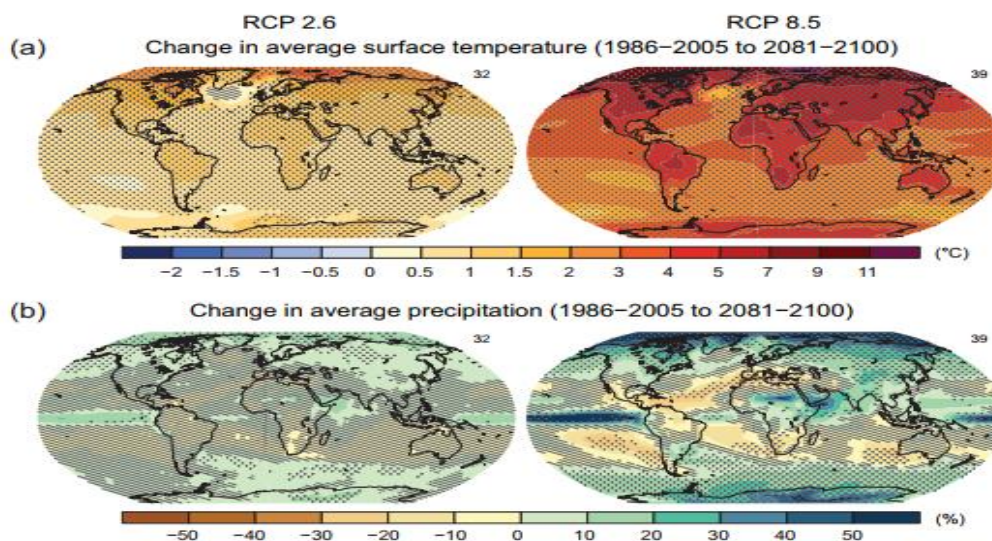 RCP 2.6 RCP 8.5
(a) Change in average surface temperature (1986−2005 to 2081−2100)
32 39
−2 −1.5 −1 −0.5 0 0.5 1 1.5 2 3 4 5 7 9 11 (°C)
(b) Change in average precipitation (1986−2005 to 2081−2100)
32 39
−50 −40 −30 −20 −10 0 10 20 30 40 50 (%)